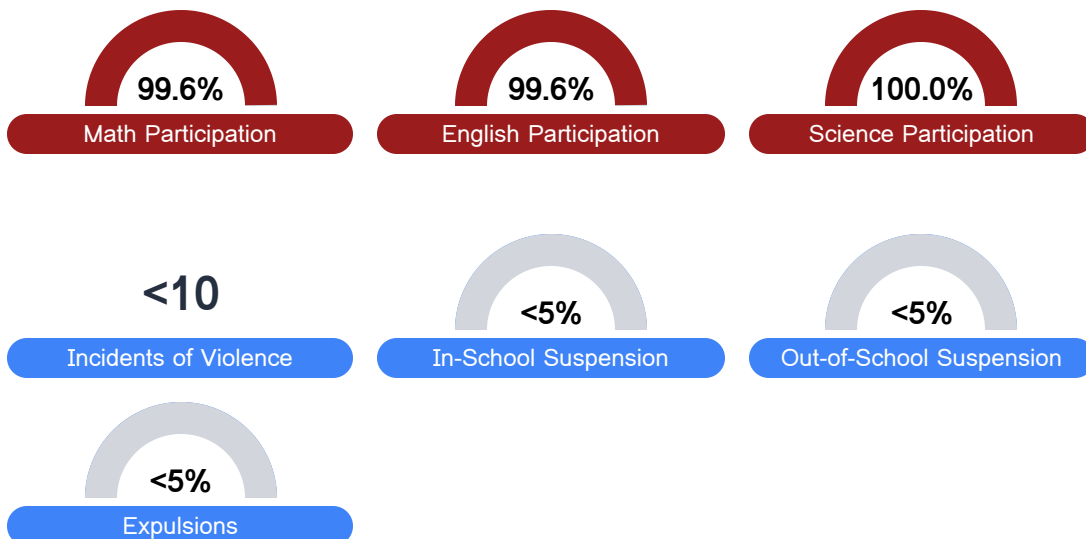 99.6%
Math Participation
99.6%
English Participation
100.0%
Science Participation
<10
Incidents of Violence
<5%
In-School Suspension
<5%
Out-of-School Suspension
<5%
Expulsions